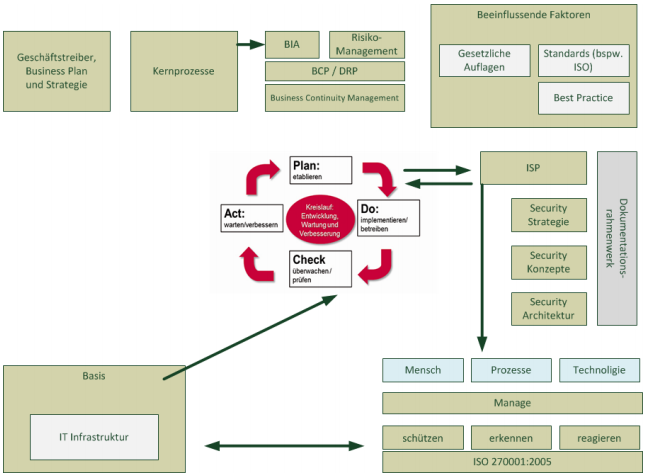 Geschäftstreiber,
Business Plan
und Strategie
Kernprozesse
BIA
Risiko-
Management
BCP / DRP
Business Continuity Management
Beeinflussende Faktoren
Gesetzliche
Auflagen
Standards (bspw.
ISO)
Best Practice
Plan:
etablieren
Act:
warten/verbessern
Kreislauf:
Entwicklung,
Wartung und
Verbesserung
Do:
implementieren/
betreiben
Check
überwachen/
prüfen
ISP
Security
Strategie
Security
Konzepte
Security
Architektur
Dokumentations-
rahmenwerk
Basis
IT Infrastruktur
Mensch
Prozesse
Technoligie
Manage
schützen
erkennen
reagieren
ISO 270001:2005